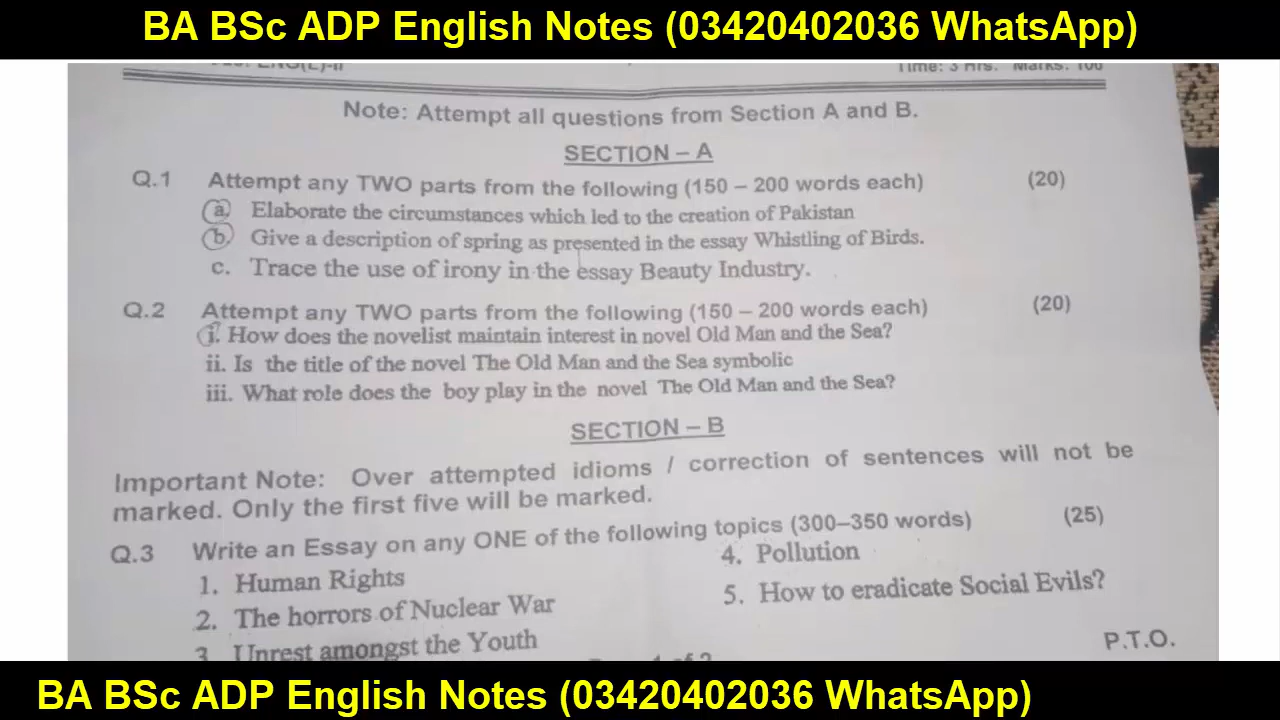 BA BSc ADP English Notes (03420402036 WhatsApp)
Time: 3 Hrs. Marks: 100
Note: Attempt all questions from Section A and B.
SECTION – A
Q.1 Attempt any TWO parts from the following (150 – 200 words each) (20)
a. Elaborate the circumstances which led to the creation of Pakistan
b. Give a description of spring as presented in the essay Whistling of Birds.
c. Trace the use of irony in the essay Beauty Industry.
Q.2 Attempt any TWO parts from the following (150 – 200 words each) (20)
i. How does the novelist maintain interest in novel Old Man and the Sea?
ii. Is the title of the novel The Old Man and the Sea symbolic
iii. What role does the boy play in the novel The Old Man and the Sea?
SECTION – B
Important Note: Over attempted idioms / correction of sentences will not be
marked. Only the first five will be marked.
Q.3 Write an Essay on any ONE of the following topics (300–350 words) (25)
1. Human Rights 4. Pollution
2. The horrors of Nuclear War 5. How to eradicate Social Evils?
3 Unrest amongst the Youth
P.T.O.
BA BSc ADP English Notes (03420402036 WhatsApp)